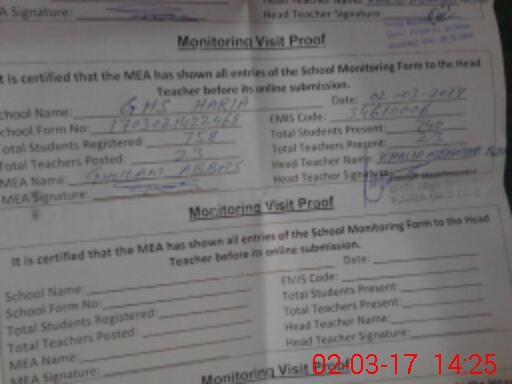 MEA Signature:
Head Teacher Signature
Monitoring Visit Proof
It is certified that the MEA has shown all entries of the School Monitoring Form to the Head
Teacher before its online submission.
School Name: GHS HARIA Date: 02-03-2017
School Form No: EMIS Code: 34610006
Total Students Registered: 758 Total Students Present: 740
Total Teachers Posted: 23 Total Teachers Present: 23
MEA Name: GHULAM ABBAS Head Teacher Name: KHALID MEHMOOD
MEA Signature: Head Teacher Signature
Monitoring Visit Proof
It is certified that the MEA has shown all entries of the School Monitoring Form to the Head
Teacher before its online submission.
School Name: Date:
School Form No: EMIS Code:
Total Students Registered: Total Students Present:
Total Teachers Posted: Total Teachers Present:
MEA Name: Head Teacher Name:
MEA Signature: Head Teacher Signature:
Monitoring Visit Proof
02-03-17 14:25